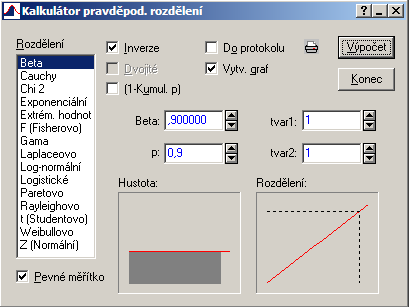 Kalkulátor pravděpod. rozdělení
Rozdělení
Beta
Cauchy
Chi 2
Exponenciální
Extrém. hodnot
F (Fisherovo)
Gama
Laplaceovo
Log-normální
Logistické
Paretovo
Rayleighovo
t (Studentovo)
Weibullovo
Z (Normální)
Pevné měřítko
Inverze
Do protokolu
Výpočet
Dvojité
Vytv. graf
(1-Kumul. p)
Konec
Beta: ,900000 tvar1: 1
p: 0,9 tvar2: 1
Hustota: Rozdělení: